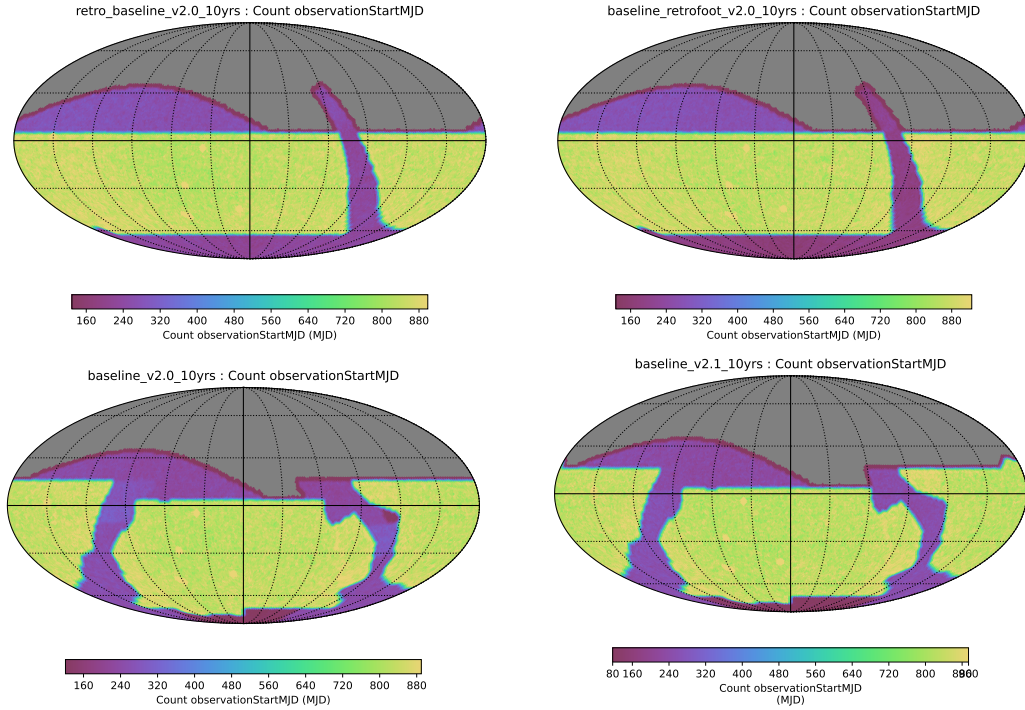 retro_baseline_v2.0_10yrs : Count observationStartMJD
160 240 320 400 480 560 640 720 800 880
Count observationStartMJD (MJD)
baseline_retrofoot_v2.0_10yrs : Count observationStartMJD
160 240 320 400 480 560 640 720 800 880
Count observationStartMJD (MJD)
baseline_v2.0_10yrs : Count observationStartMJD
160 240 320 400 480 560 640 720 800 880
Count observationStartMJD (MJD)
baseline_v2.1_10yrs : Count observationStartMJD
80 160 240 320 400 480 560 640 720 800
Count observationStartMJD
(MJD)